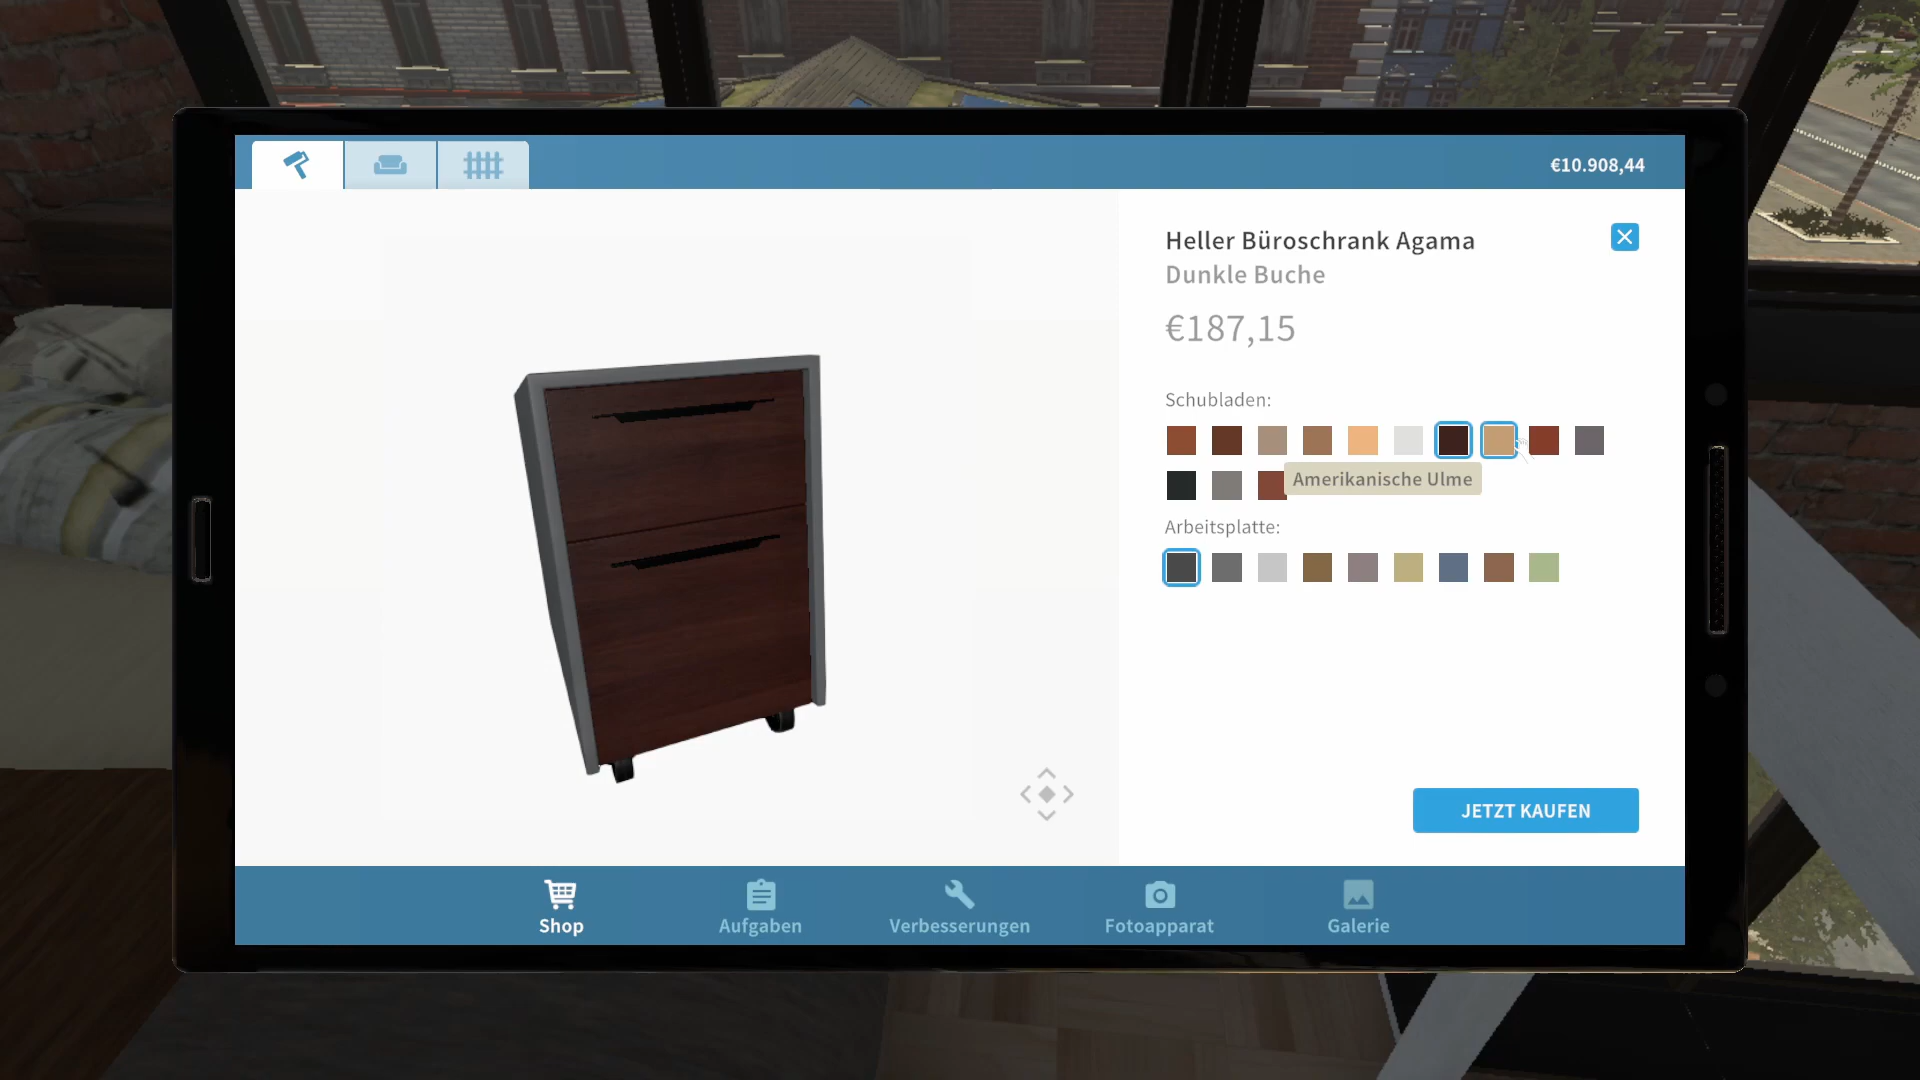 €10.908,44
Heller Büroschrank Agama
Dunkle Buche
€187,15
Schubladen:
Amerikanische Ulme
Arbeitsplatte:
JETZT KAUFEN
Shop
Aufgaben
Verbesserungen
Fotoapparat
Galerie